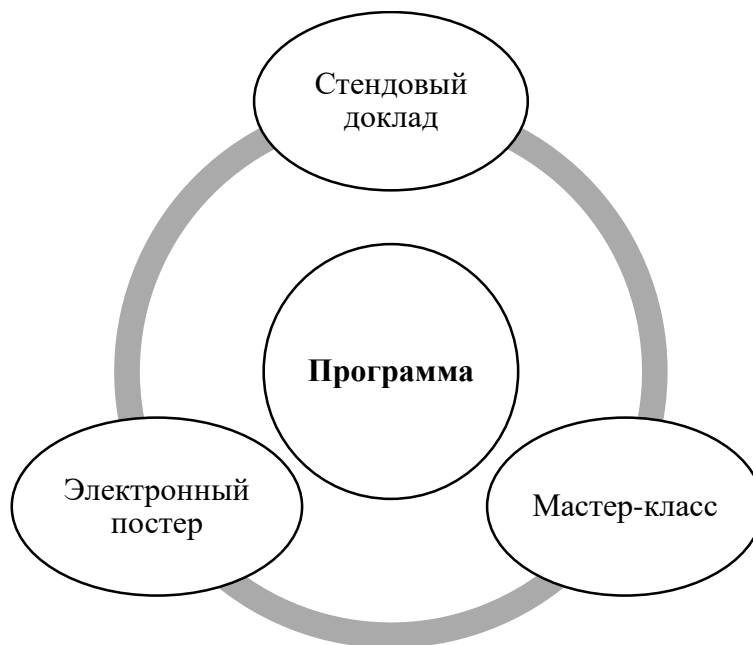 Стендовый
доклад
Программа
Электронный
постер
Мастер-класс